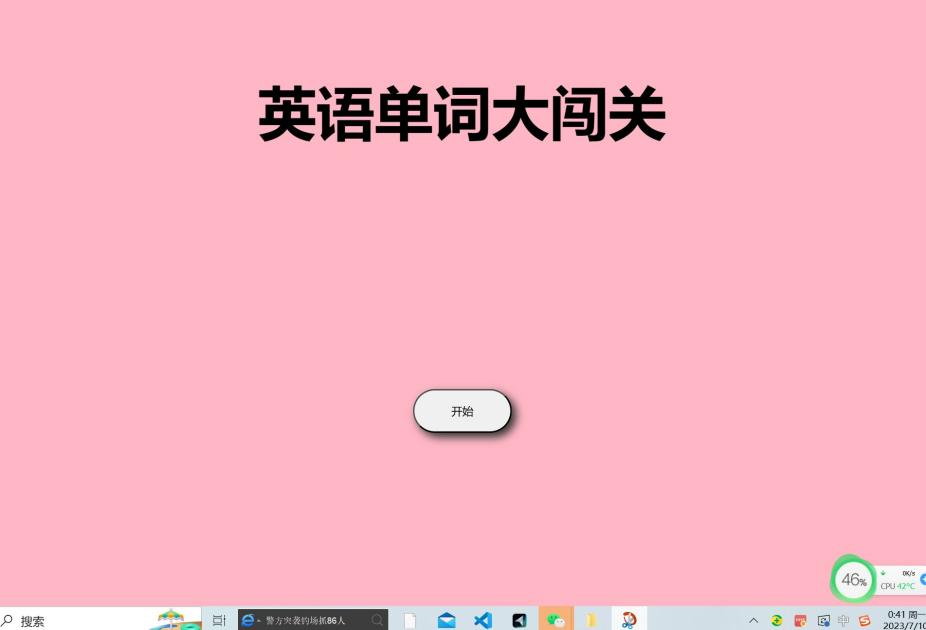 英语单词大闯关
开始
46%
0K/s
CPU 42°C
搜索
警方突袭钓场抓86人
中
0:41 周一
2023/7/10